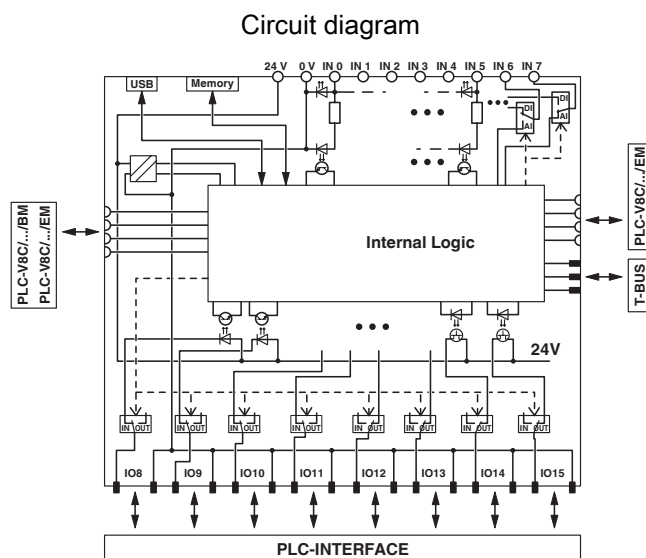 Circuit diagram
24 V 0 V IN 0 IN 1 IN 2 IN 3 IN 4 IN 5 IN 6 IN 7
USB Memory
DI
AI
DI
AI
PLC-V8C/.../BM
PLC-V8C/.../EM
Internal Logic
PLC-V8C/.../EM
T-BUS
24V
IN OUT IN OUT IN OUT IN OUT IN OUT IN OUT IN OUT IN OUT
IO8 IO9 IO10 IO11 IO12 IO13 IO14 IO15
PLC-INTERFACE